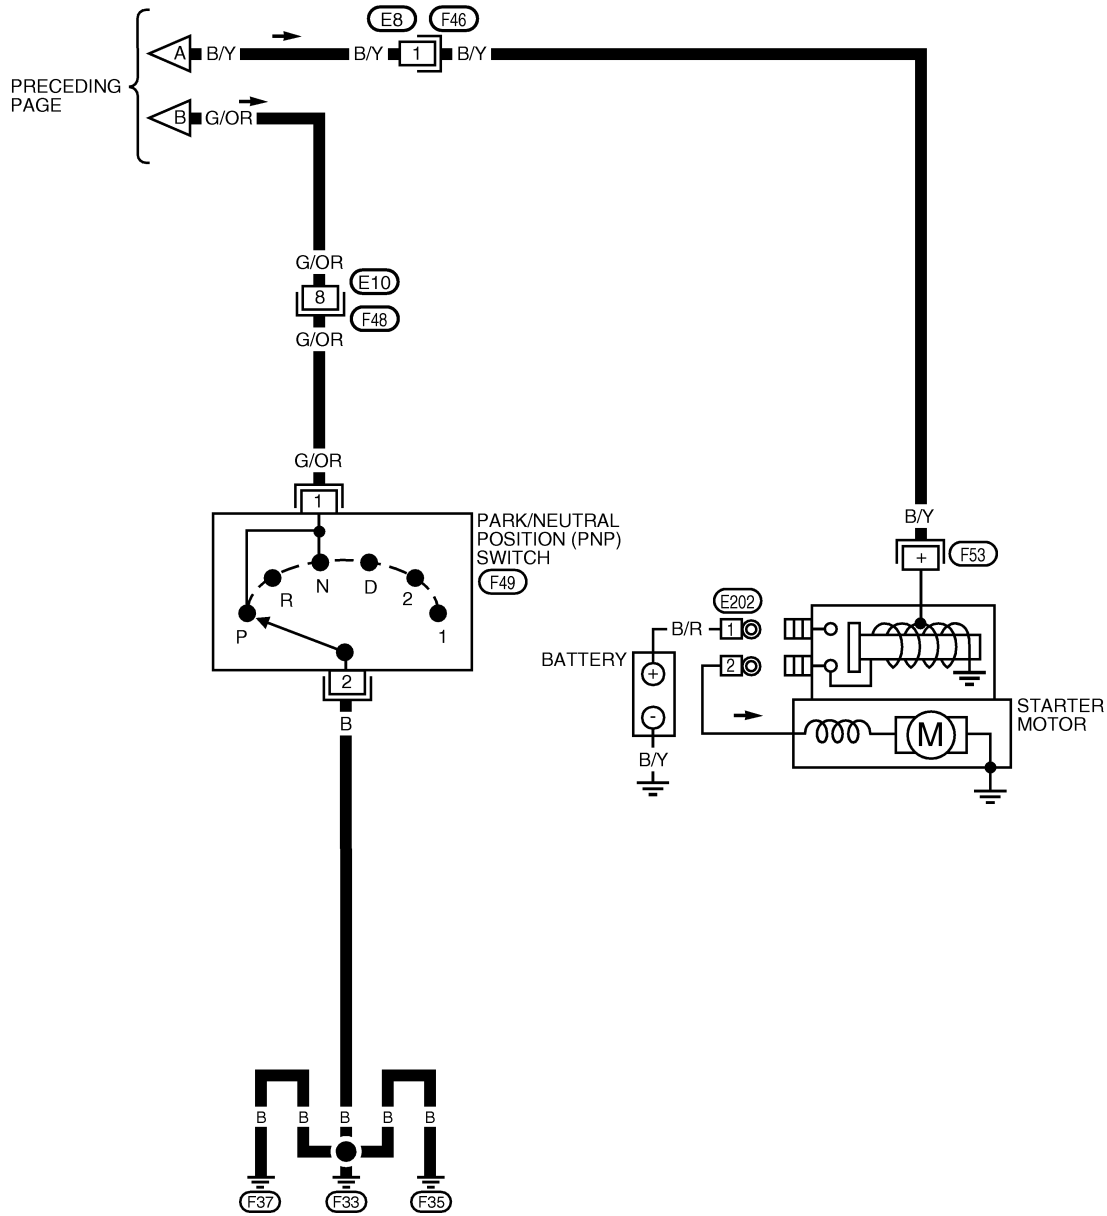 E8
F46
A
B/Y
B/Y
1
B/Y
PRECEDING
PAGE
B
G/OR
G/OR
8
E10
F48
G/OR
G/OR
1
PARK/NEUTRAL
POSITION (PNP)
SWITCH
F49
P
R
N
D
2
1
2
B
B/Y
+
F53
E202
B/R
1
2
BATTERY
+
-
B/Y
STARTER
MOTOR
M
B
B
B
B
B
F37
F33
F35